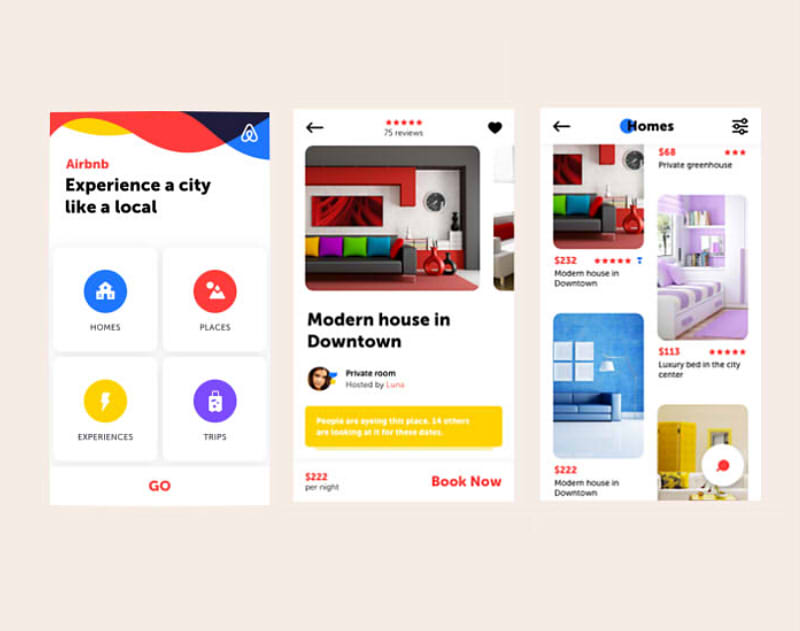 Airbnb
Experience a city
like a local
HOMES
PLACES
EXPERIENCES
TRIPS
GO
75 reviews
Modern house in
Downtown
Private room
Hosted by Luna
People are eyeing this place. 14 others
are looking at it for these dates.
$222
per night
Book Now
Homes
$232
Modern house in
Downtown
$222
Modern house in
Downtown
$68
Private greenhouse
$113
Luxury bed in the city
center